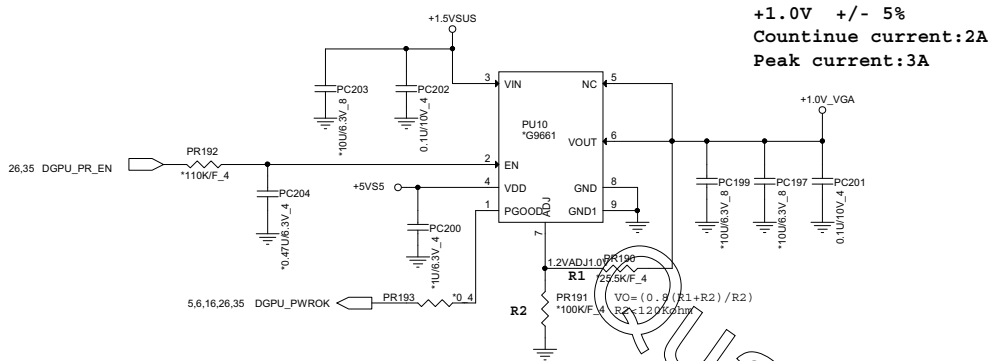 +1.0V +/- 5%
Countinue current:2A
Peak current:3A
+1.5VSUS
PC203
*10U/6.3V_8
PC202
0.1U/10V_4
3
VIN
NC
5
PU10
*G9661
VOUT
6
+1.0V_VGA
26,35 DGPU_PR_EN
PR192
*110K/F_4
2
EN
PC204
*0.47U/6.3V_4
+5VS5
4
VDD
GND
8
1
PGOOD
ADJ
GND1
9
7
PC200
*1U/6.3V_4
PC199
*10U/6.3V_8
PC197
*10U/6.3V_8
PC201
0.1U/10V_4
5,6,16,26,35 DGPU_PWROK
PR193
*0_4
1.2VADJ1.0V
PR190
R1
*25.5K/F_4
R2
PR191
*100K/F_4
VO=(0.8(R1+R2)/R2)
R2<120Kohm